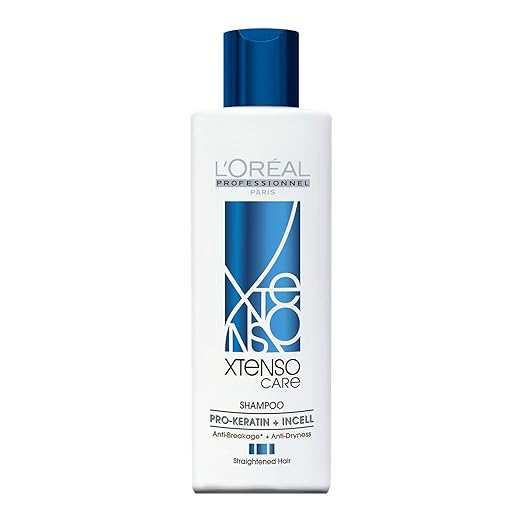 L'ORÉAL
PROFESSIONNEL
PARIS
XTeNSO
XTeNSO
CARe
SHAMPOO
PRO-KERATIN + INCELL
Anti-Breakage* + Anti-Dryness
Straightened Hair